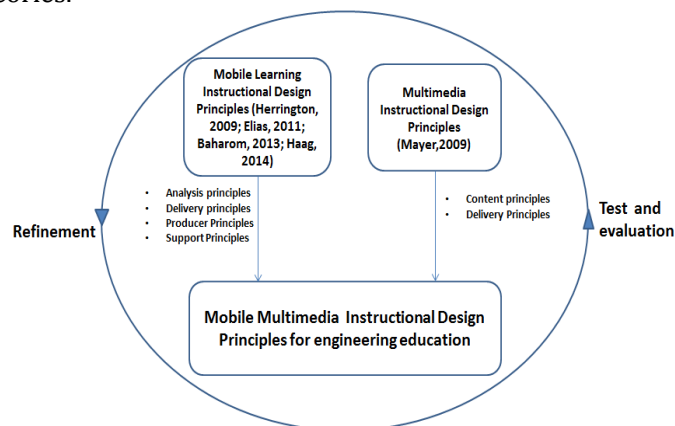 Mobile Learning
Instructional Design
Principles (Herrington,
2009; Elias, 2011;
Baharom, 2013; Haag,
2014)
Multimedia
Instructional Design
Principles
(Mayer,2009)
• Analysis principles
• Delivery principles
• Producer Principles
• Support Principles
• Content principles
• Delivery Principles
Refinement
Test and
evaluation
Mobile Multimedia Instructional Design
Principles for engineering education